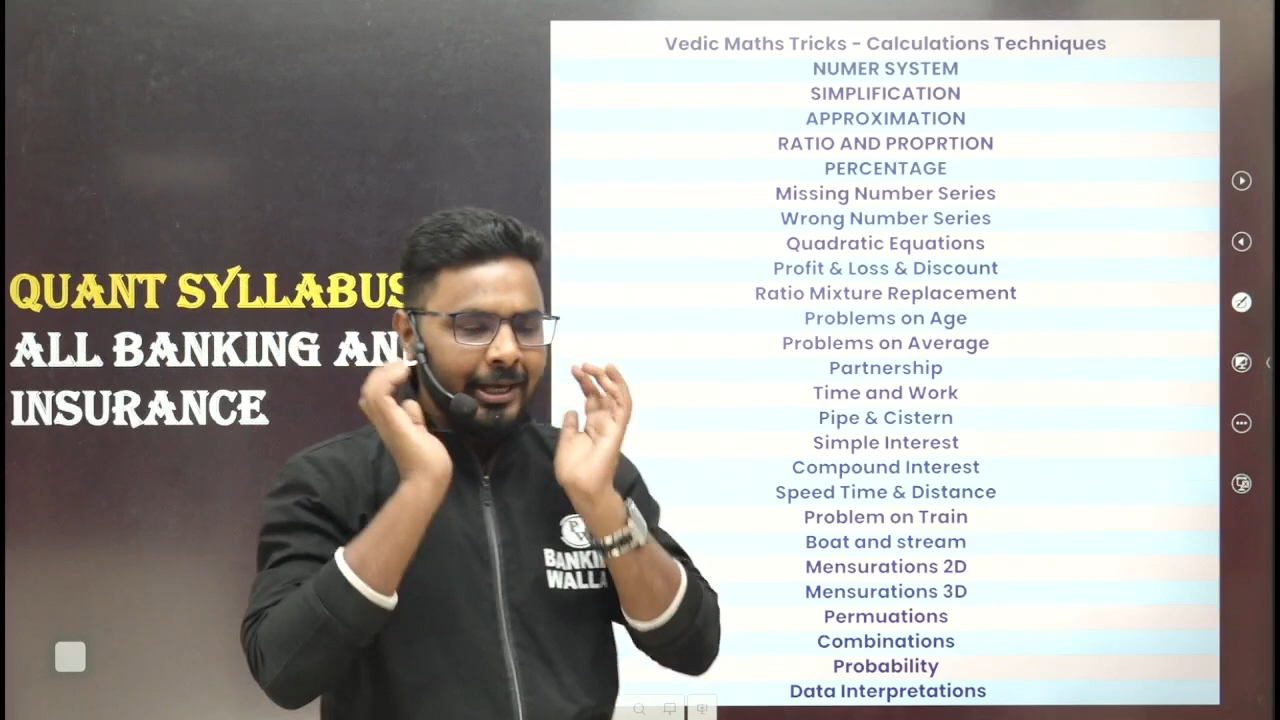 QUANT SYLLABUS
ALL BANKING AN
INSURANCE
Vedic Maths Tricks - Calculations Techniques
NUMER SYSTEM
SIMPLIFICATION
APPROXIMATION
RATIO AND PROPRTION
PERCENTAGE
Missing Number Series
Wrong Number Series
Quadratic Equations
Profit & Loss & Discount
Ratio Mixture Replacement
Problems on Age
Problems on Average
Partnership
Time and Work
Pipe & Cistern
Simple Interest
Compound Interest
Speed Time & Distance
Problem on Train
Boat and stream
Mensurations 2D
Mensurations 3D
Permuations
Combinations
Probability
Data Interpretations
BANKI
WALLA